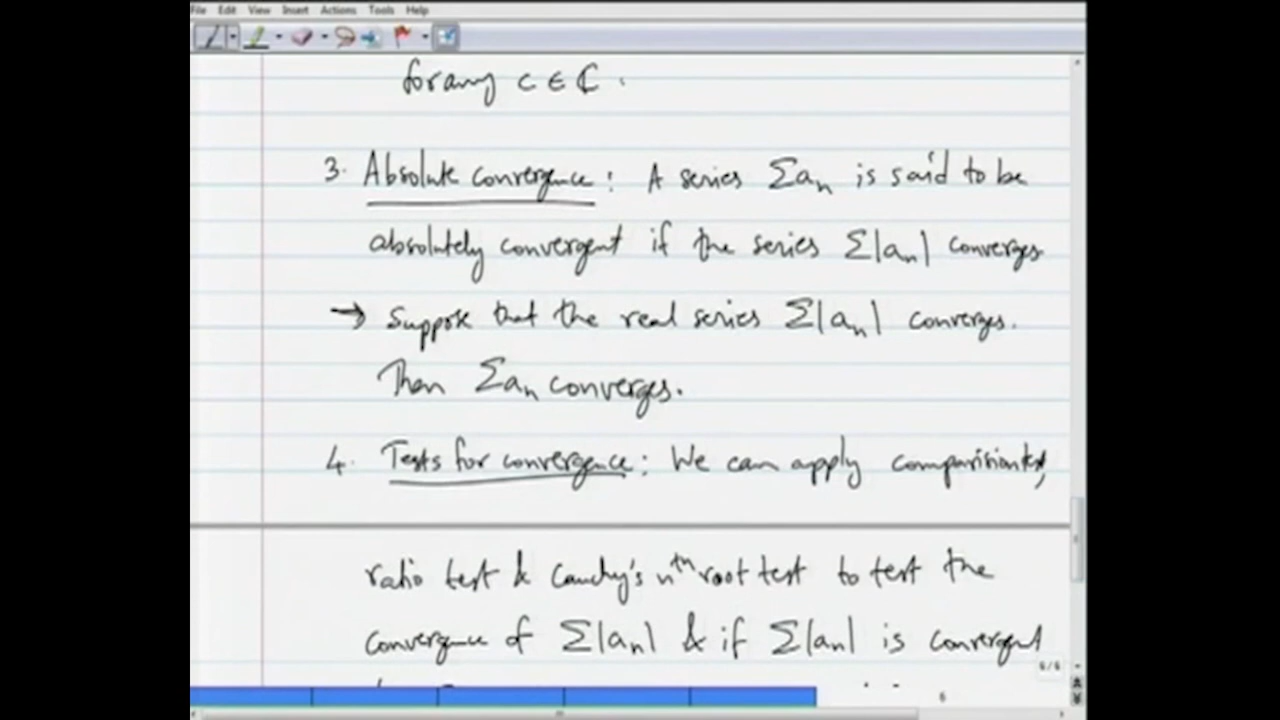 File Edit View Insert Actions Tools Help
for any c ∈ ℂ.
3. Absolute convergence: A series Σaₙ is said to be
absolutely convergent if the series Σ|aₙ| converges.
→ Suppose that the real series Σ|aₙ| converges.
Then Σaₙ converges.
4. Tests for convergence: We can apply
ratio test & Cauchy's nᵗʰ root test to test the
convergence of Σ|aₙ| & if Σ|aₙ| is convergent
6/6
6